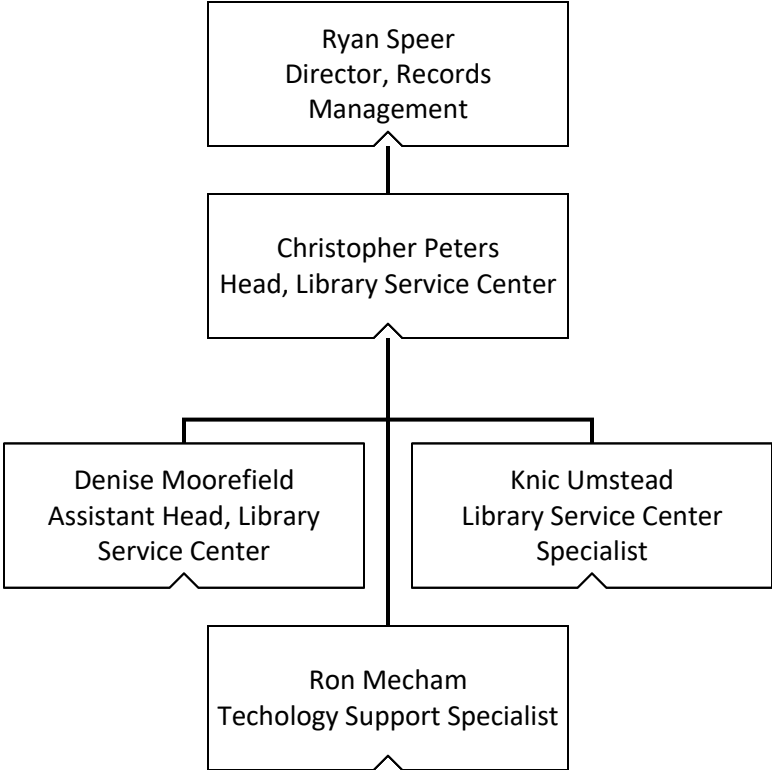 Ryan Speer
Director, Records
Management
Christopher Peters
Head, Library Service Center
Denise Moorefield
Assistant Head, Library
Service Center
Knic Umstead
Library Service Center
Specialist
Ron Mecham
Techology Support Specialist